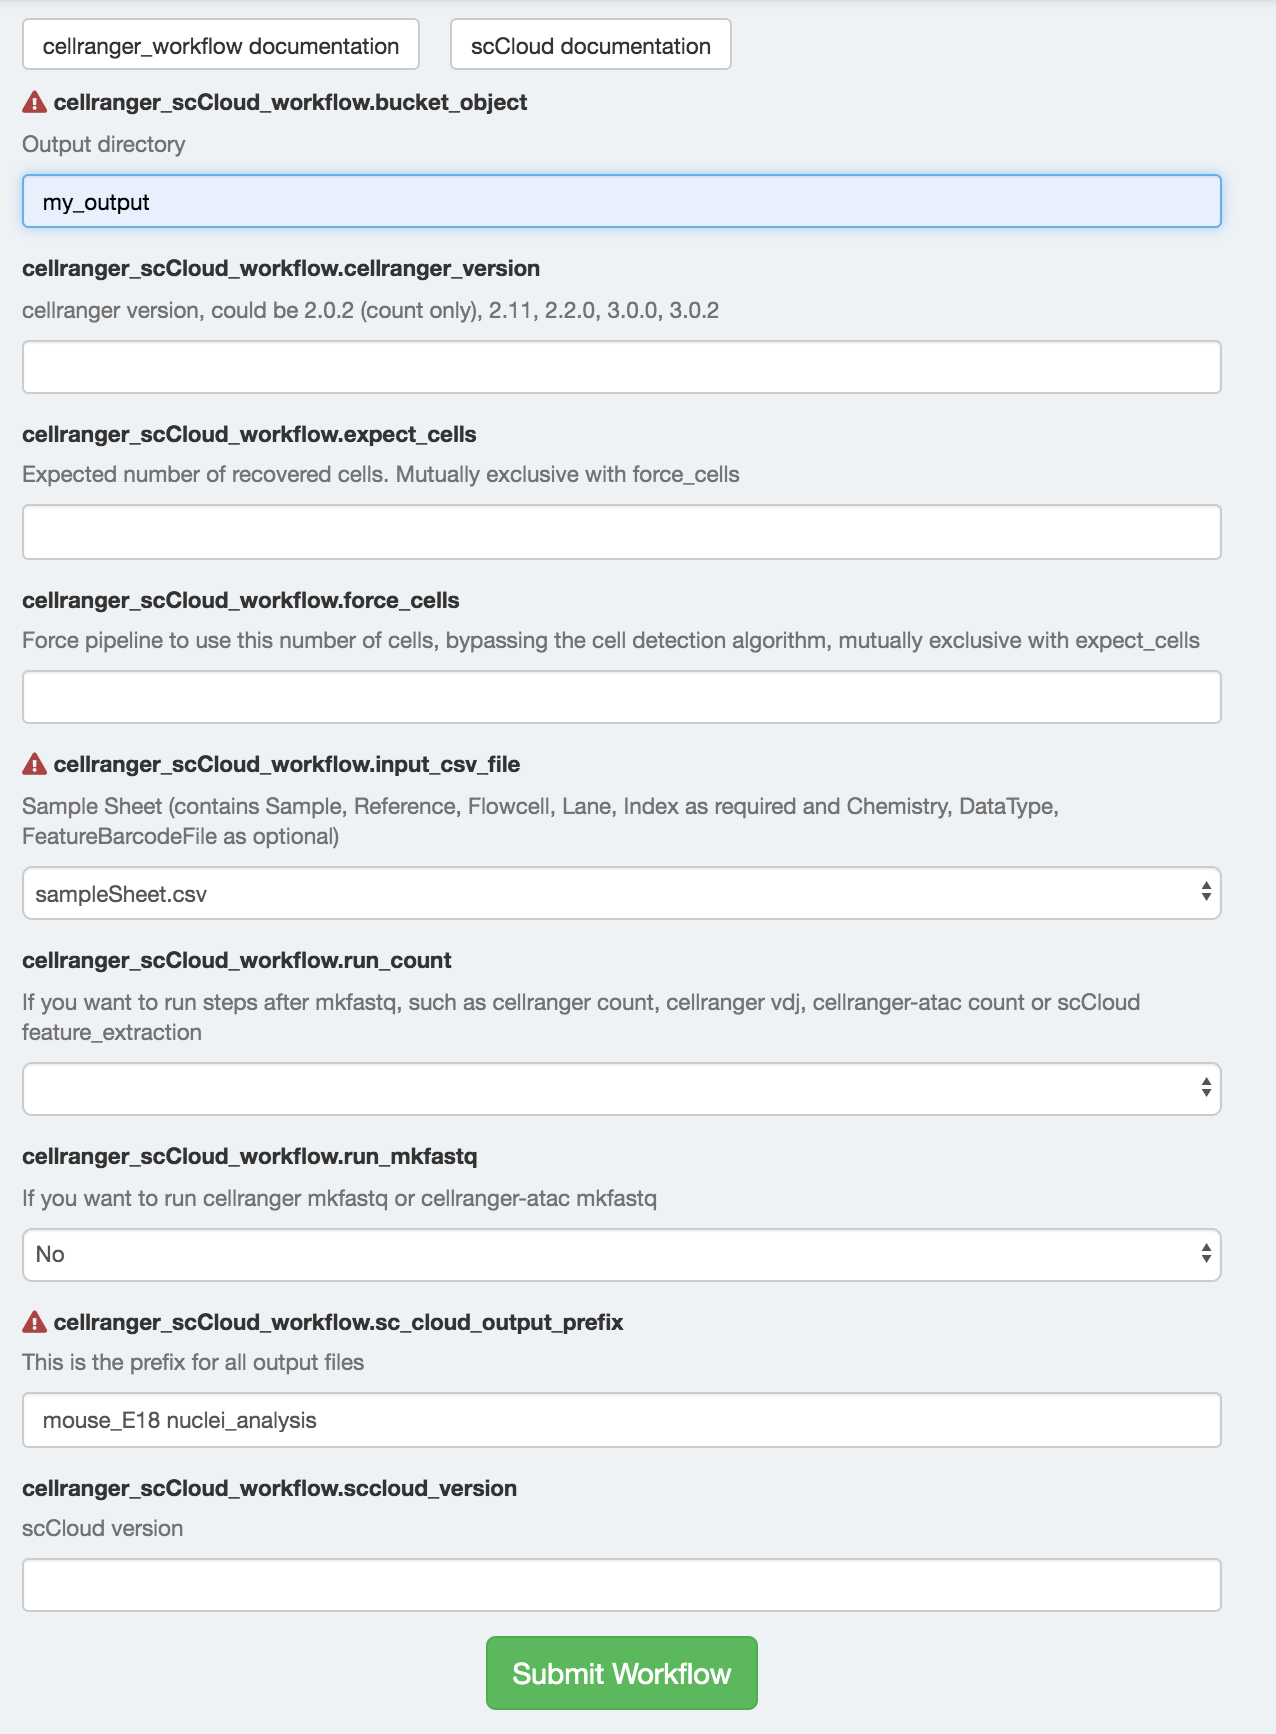 cellranger_workflow documentation
scCloud documentation
cellranger_scCloud_workflow.bucket_object
Output directory
my_output
cellranger_scCloud_workflow.cellranger_version
cellranger version, could be 2.0.2 (count only), 2.11, 2.2.0, 3.0.0, 3.0.2
cellranger_scCloud_workflow.expect_cells
Expected number of recovered cells. Mutually exclusive with force_cells
cellranger_scCloud_workflow.force_cells
Force pipeline to use this number of cells, bypassing the cell detection algorithm, mutually exclusive with expect_cells
cellranger_scCloud_workflow.input_csv_file
Sample Sheet (contains Sample, Reference, Flowcell, Lane, Index as required and Chemistry, DataType,
FeatureBarcodeFile as optional)
sampleSheet.csv
cellranger_scCloud_workflow.run_count
If you want to run steps after mkfastq, such as cellranger count, cellranger vdj, cellranger-atac count or scCloud
feature_extraction
cellranger_scCloud_workflow.run_mkfastq
If you want to run cellranger mkfastq or cellranger-atac mkfastq
No
cellranger_scCloud_workflow.sc_cloud_output_prefix
This is the prefix for all output files
mouse_E18 nuclei_analysis
cellranger_scCloud_workflow.sccloud_version
scCloud version
Submit Workflow